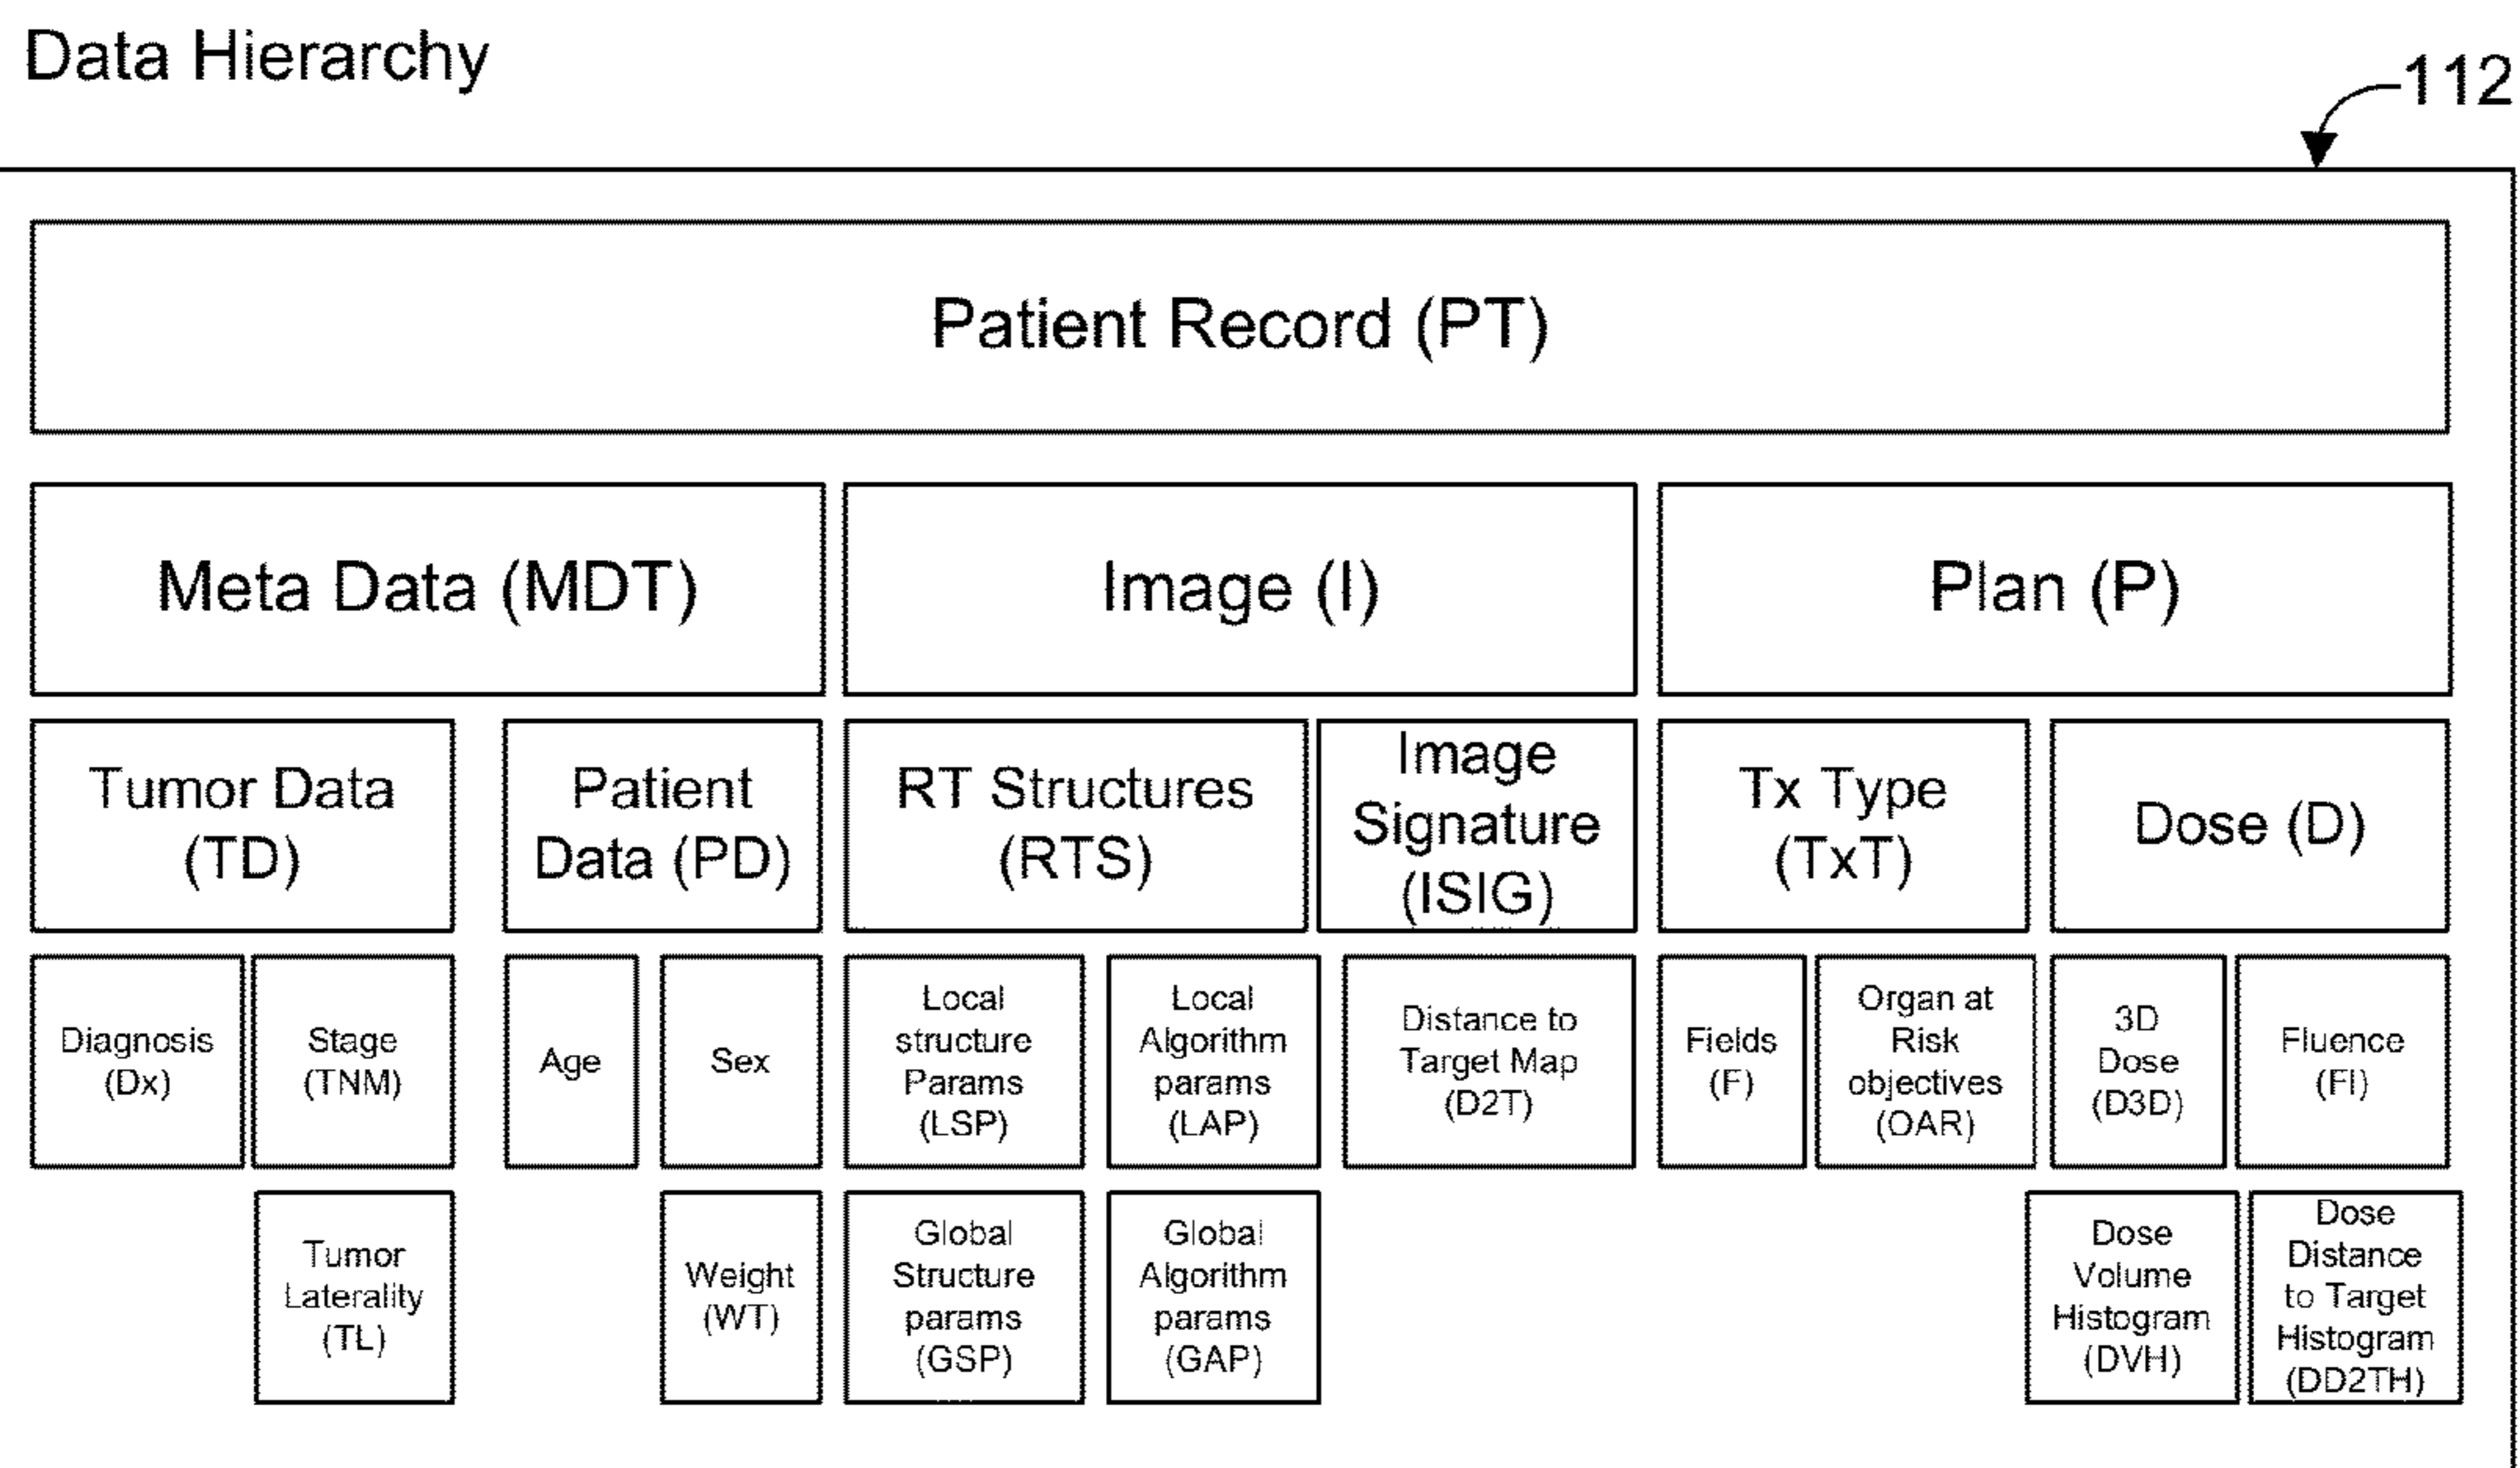 Data Hierarchy
112
Patient Record (PT)
Meta Data (MDT)
Image (I)
Plan (P)
Tumor Data
(TD)
Patient
Data (PD)
RT Structures
(RTS)
Image
Signature
(ISIG)
Tx Type
(TxT)
Dose (D)
Diagnosis
(Dx)
Stage
(TNM)
Age
Sex
Local
structure
Params
(LSP)
Local
Algorithm
params
(LAP)
Distance to
Target Map
(D2T)
Fields
(F)
Organ at
Risk
objectives
(OAR)
3D
Dose
(D3D)
Fluence
(Fl)
Tumor
Laterality
(TL)
Weight
(WT)
Global
Structure
params
(GSP)
Global
Algorithm
params
(GAP)
Dose
Volume
Histogram
(DVH)
Dose
Distance
to Target
Histogram
(DD2TH)